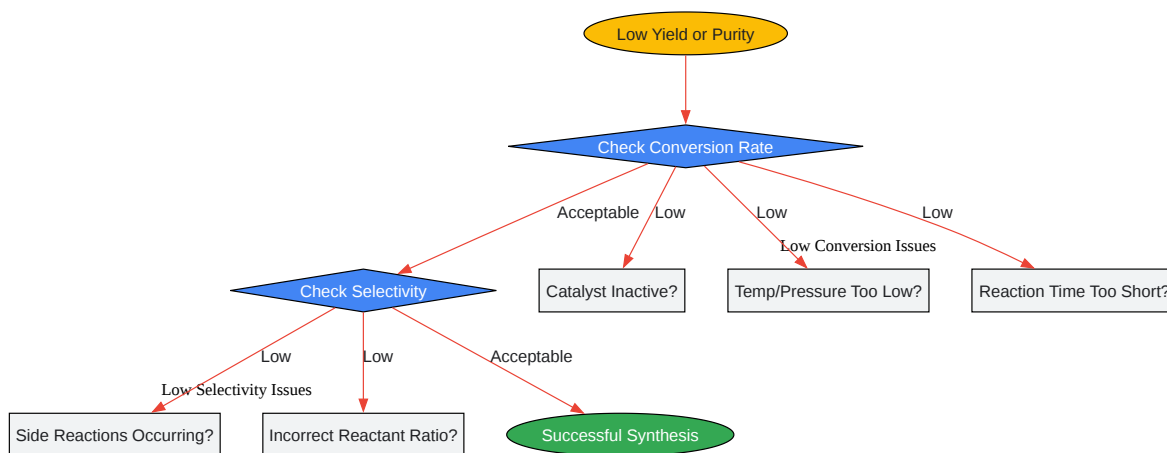 Low Yield or Purity
Check Conversion Rate
Acceptable
Low
Low
Low
Low Conversion Issues
Check Selectivity
Catalyst Inactive?
Temp/Pressure Too Low?
Reaction Time Too Short?
Low
Low
Acceptable
Low Selectivity Issues
Side Reactions Occurring?
Incorrect Reactant Ratio?
Successful Synthesis